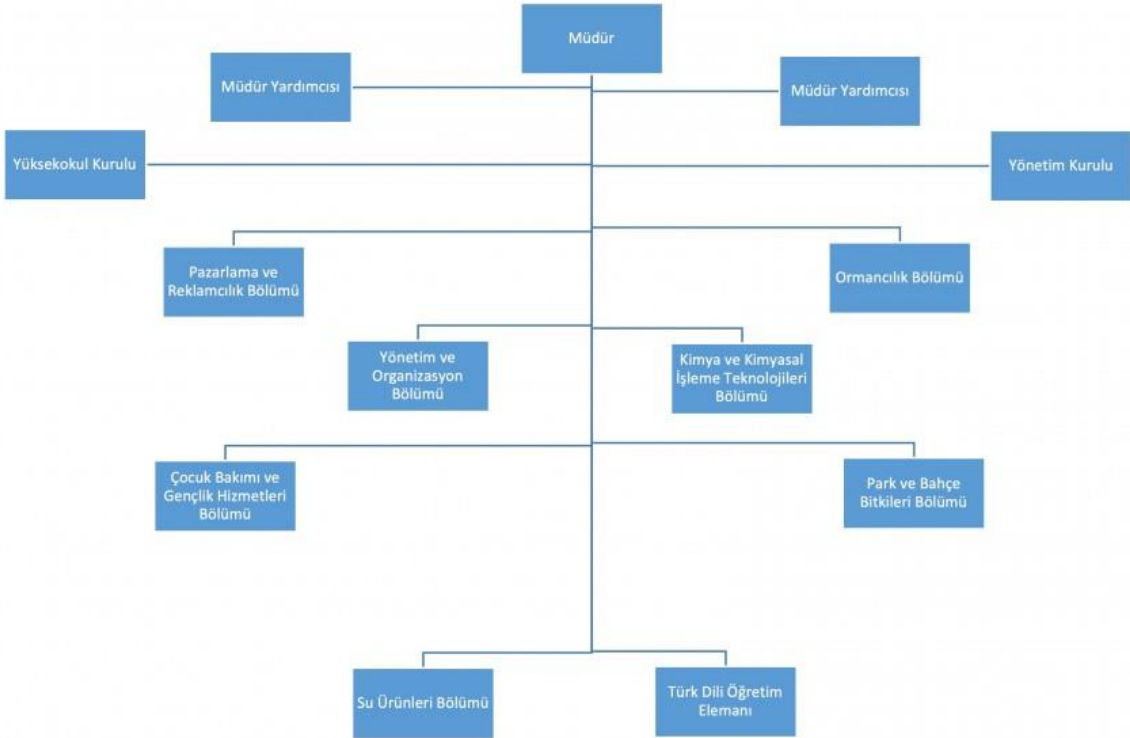 Müdür
Müdür Yardımcısı
Müdür Yardımcısı
Yüksekokul Kurulu
Yönetim Kurulu
Pazarlama ve
Reklamcılık Bölümü
Ormancılık Bölümü
Yönetim ve
Organizasyon
Bölümü
Kimya ve Kimyasal
İşleme Teknolojileri
Bölümü
Çocuk Bakımı ve
Gençlik Hizmetleri
Bölümü
Park ve Bahçe
Bitkileri Bölümü
Su Ürünleri Bölümü
Türk Dili Öğretim
Elemanı